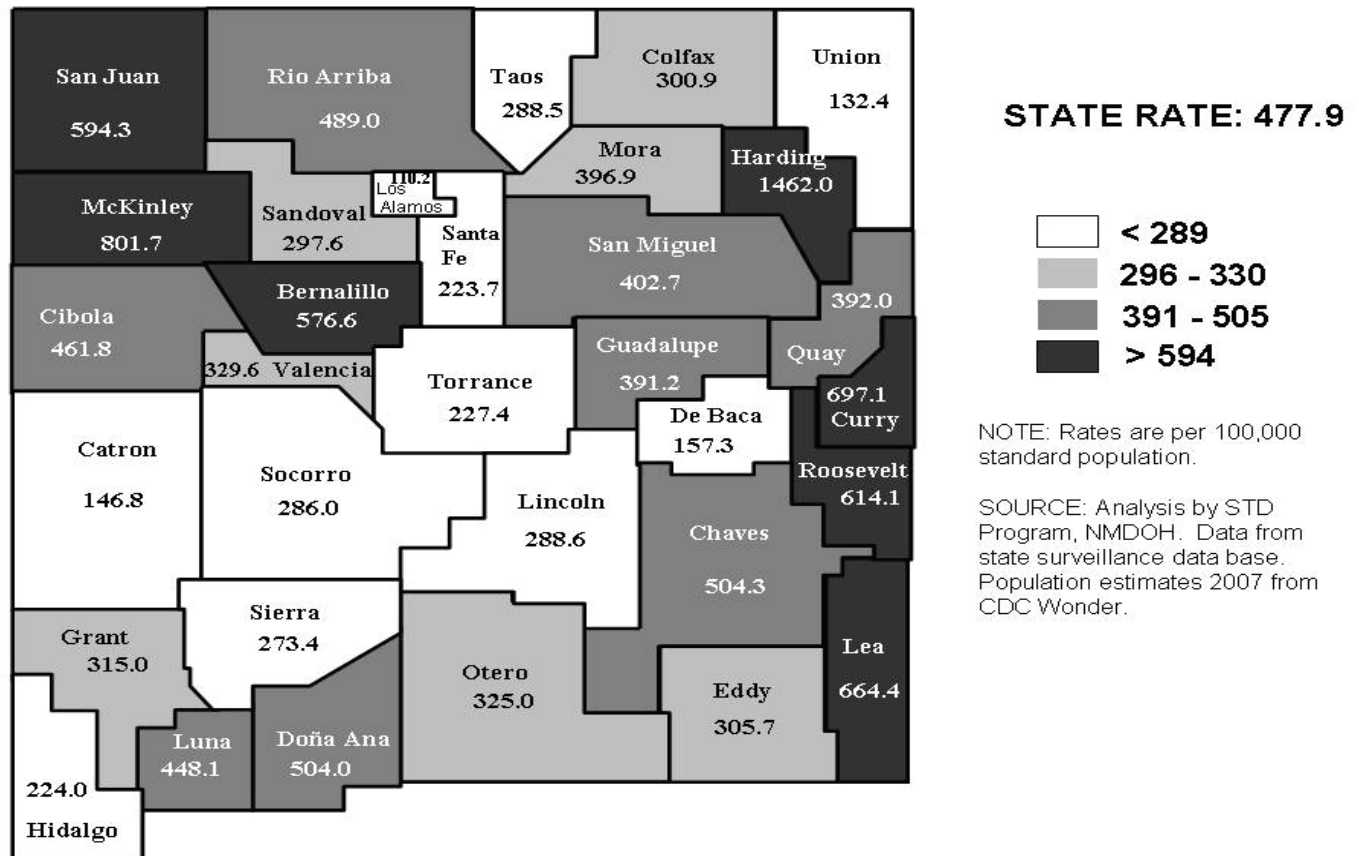 San Juan
594.3
Rio Arriba
489.0
Taos
288.5
Colfax
300.9
Union
132.4
McKinley
801.7
Sandoval
297.6
110.2
Los
Alamos
Santa
Fe
223.7
Mora
396.9
Harding
1462.0
San Miguel
402.7
Cibola
461.8
Bernalillo
576.6
329.6 Valencia
Torrance
227.4
Guadalupe
391.2
392.0
Quay
697.1
Curry
De Baca
157.3
Roosevelt
614.1
Catron
146.8
Socorro
286.0
Lincoln
288.6
Chaves
504.3
Sierra
273.4
Grant
315.0
Otero
325.0
Eddy
305.7
Lea
664.4
Luna
448.1
Doña Ana
504.0
224.0
Hidalgo
STATE RATE: 477.9
< 289
296 - 330
391 - 505
> 594
NOTE: Rates are per 100,000
standard population.
SOURCE: Analysis by STD
Program, NMDOH. Data from
state surveillance data base.
Population estimates 2007 from
CDC Wonder.